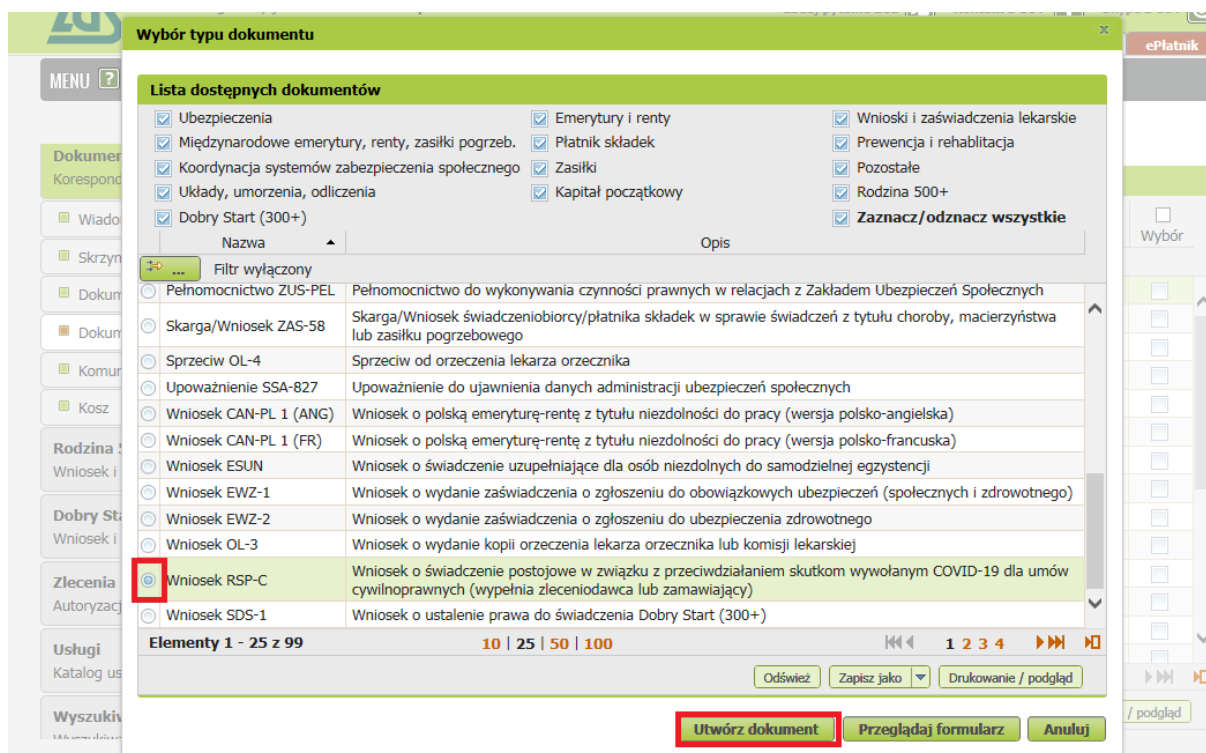 ZUS
Wybór typu dokumentu
x
ePłatnik
MENU ?
Lista dostępnych dokumentów
Ubezpieczenia
Emerytury i renty
Wnioski i zaświadczenia lekarskie
Międzynarodowe emerytury, renty, zasiłki pogrzeb.
Płatnik składek
Prewencja i rehablitacja
Koordynacja systemów zabezpieczenia społecznego
Zasiłki
Pozostałe
Układy, umorzenia, odliczenia
Kapitał początkowy
Rodzina 500+
Dobry Start (300+)
Zaznacz/odznacz wszystkie
Nazwa
Opis
... Filtr wyłączony
Pełnomocnictwo ZUS-PEL Pełnomocnictwo do wykonywania czynności prawnych w relacjach z Zakładem Ubezpieczeń Społecznych
Skarga/Wniosek ZAS-58 Skarga/Wniosek świadczeniobiorcy/płatnika składek w sprawie świadczeń z tytułu choroby, macierzyństwa
lub zasiłku pogrzebowego
Sprzeciw OL-4 Sprzeciw od orzeczenia lekarza orzecznika
Upoważnienie SSA-827 Upoważnienie do ujawnienia danych administracji ubezpieczeń społecznych
Wniosek CAN-PL 1 (ANG) Wniosek o polską emeryturę-rentę z tytułu niezdolności do pracy (wersja polsko-angielska)
Wniosek CAN-PL 1 (FR) Wniosek o polską emeryturę-rentę z tytułu niezdolności do pracy (wersja polsko-francuska)
Wniosek ESUN Wniosek o świadczenie uzupełniające dla osób niezdolnych do samodzielnej egzystencji
Wniosek EWZ-1 Wniosek o wydanie zaświadczenia o zgłoszeniu do obowiązkowych ubezpieczeń (społecznych i zdrowotnego)
Wniosek EWZ-2 Wniosek o wydanie zaświadczenia o zgłoszeniu do ubezpieczenia zdrowotnego
Wniosek OL-3 Wniosek o wydanie kopii orzeczenia lekarza orzecznika lub komisji lekarskiej
Wniosek RSP-C Wniosek o świadczenie postojowe w związku z przeciwdziałaniem skutkom wywołanym COVID-19 dla umów
cywilnoprawnych (wypełnia zleceniodawca lub zamawiający)
Wniosek SDS-1 Wniosek o ustalenie prawa do świadczenia Dobry Start (300+)
Elementy 1 - 25 z 99
10 | 25 | 50 | 100
1 2 3 4
Odśwież
Zapisz jako
Drukowanie / podgląd
Utwórz dokument
Przeglądaj formularz
Anuluj
Dokumen
Korespond
Wiado
Skrzyn
Dokum
Dokum
Komun
Kosz
Rodzina
Wniosek i
Dobry Sta
Wniosek i
Zlecenia
Autoryzacj
Usługi
Katalog us
Wyszukiw
Wybór
/ podgląd